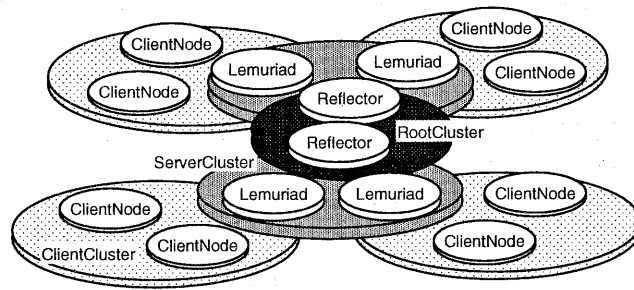 ClientNode
ClientNode
Lemuriad
Lemuriad
ClientNode
ClientNode
Reflector
Reflector
RootCluster
ServerCluster
Lemuriad
Lemuriad
ClientNode
ClientNode
ClientCluster
ClientNode
ClientNode